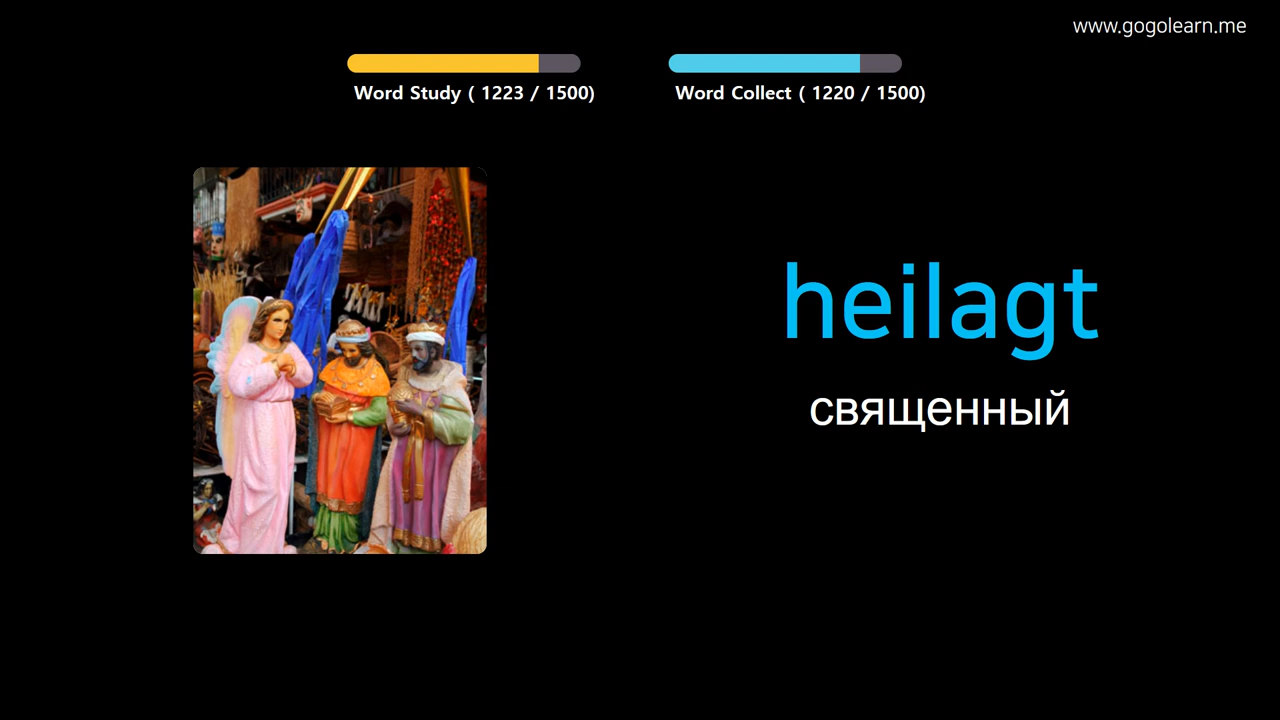 www.gogolearn.me
Word Study ( 1223 / 1500)
Word Collect ( 1220 / 1500)
heilagt
священный